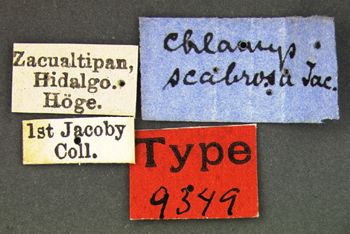 Zacualtipan,
Hidalgo.
Höge.
Chlamys
scabrosa Jac.
1st Jacoby
Coll.
Type
9349